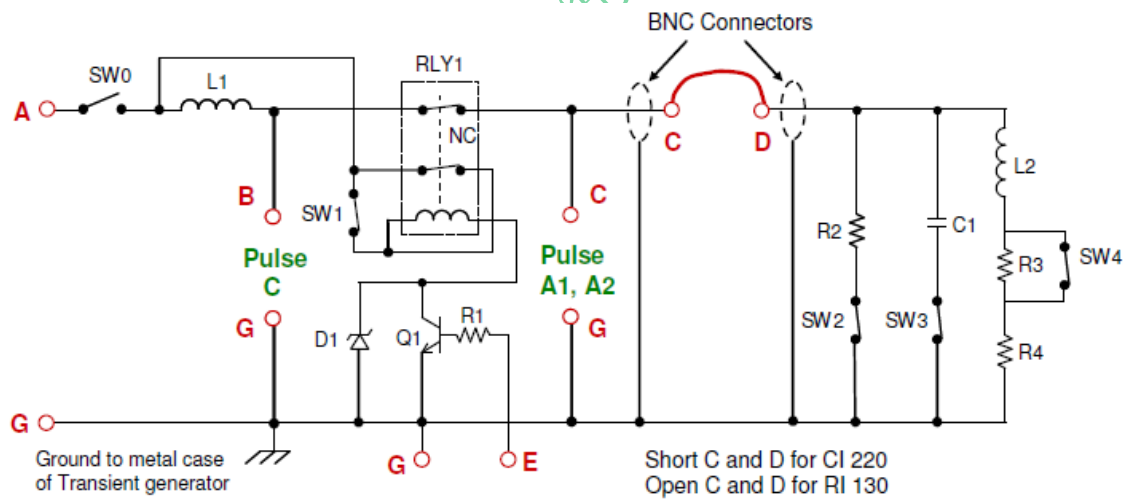 BNC Connectors
SW0
L1
RLY1
A
NC
C
D
L2
B
SW1
C
R2
C1
R3
SW4
Pulse
C
Pulse
A1, A2
G
D1
Q1
R1
G
SW2
SW3
R4
G
Ground to metal case
of Transient generator
G
E
Short C and D for CI 220
Open C and D for RI 130